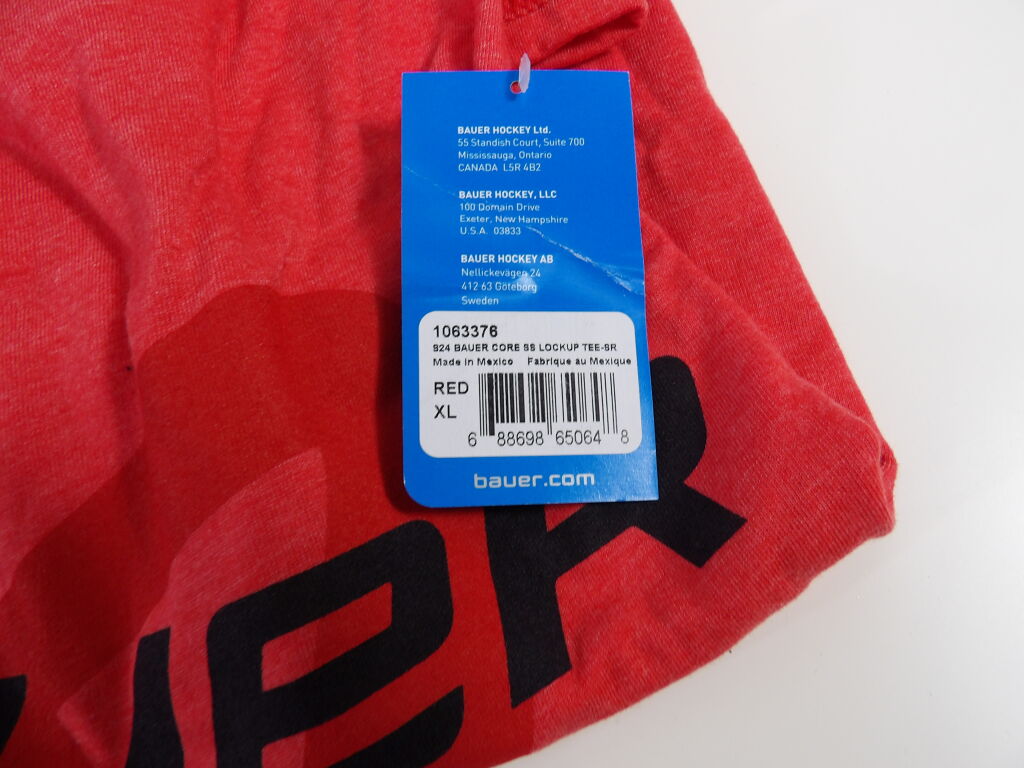 BAUER HOCKEY Ltd.
55 Standish Court, Suite 700
Mississauga, Ontario
CANADA L5R 4B2
BAUER HOCKEY, LLC
100 Domain Drive
Exeter, New Hampshire
U.S.A. 03833
BAUER HOCKEY AB
Nellickevägen 24
412 63 Göteborg
Sweden
1063376
S24 BAUER CORE SS LOCKUP TEE-SR
Made in Mexico Fabrique au Mexique
RED
XL
6 88698 65064 8
bauer.com
UER